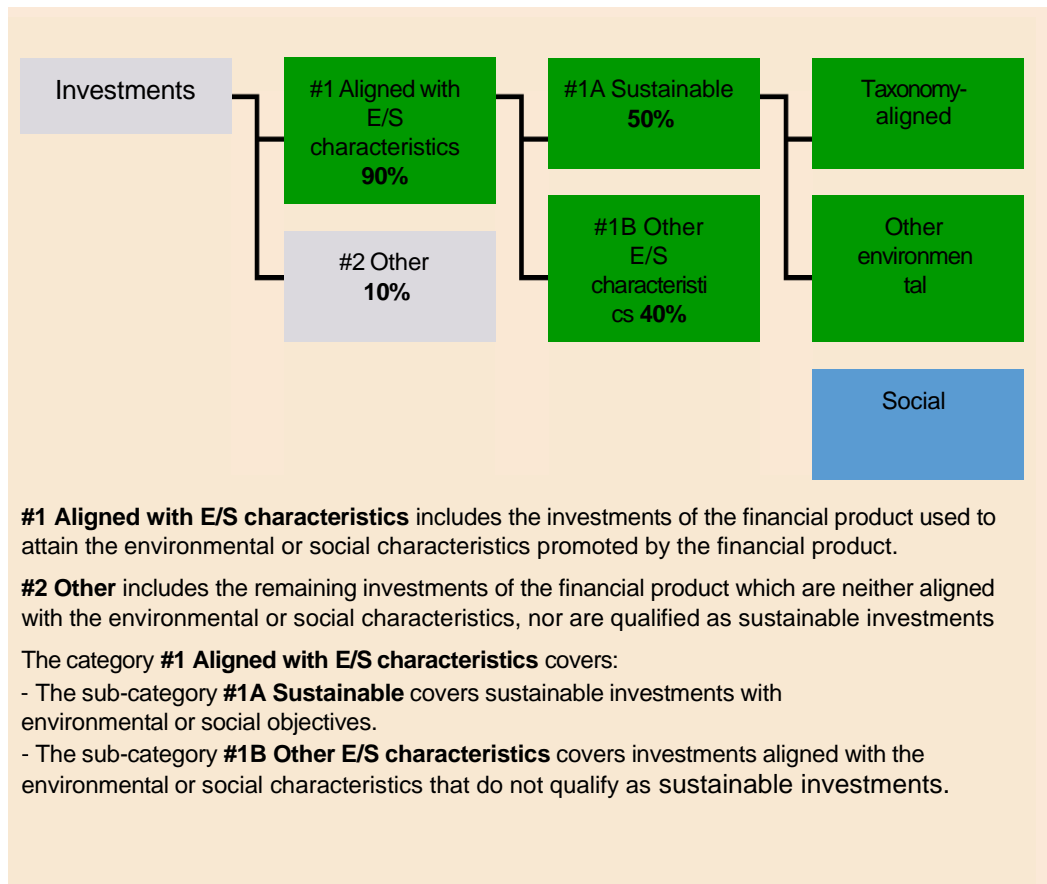 Investments
#1 Aligned with
E/S
characteristics
90%
#2 Other
10%
#1A Sustainable
50%
#1B Other
E/S
characteristi
cs 40%
Taxonomy-
aligned
Other
environmen
tal
Social
#1 Aligned with E/S characteristics includes the investments of the financial product used to
attain the environmental or social characteristics promoted by the financial product.
#2 Other includes the remaining investments of the financial product which are neither aligned
with the environmental or social characteristics, nor are qualified as sustainable investments
The category #1 Aligned with E/S characteristics covers:
- The sub-category #1A Sustainable covers sustainable investments with
environmental or social objectives.
- The sub-category #1B Other E/S characteristics covers investments aligned with the
environmental or social characteristics that do not qualify as sustainable investments.